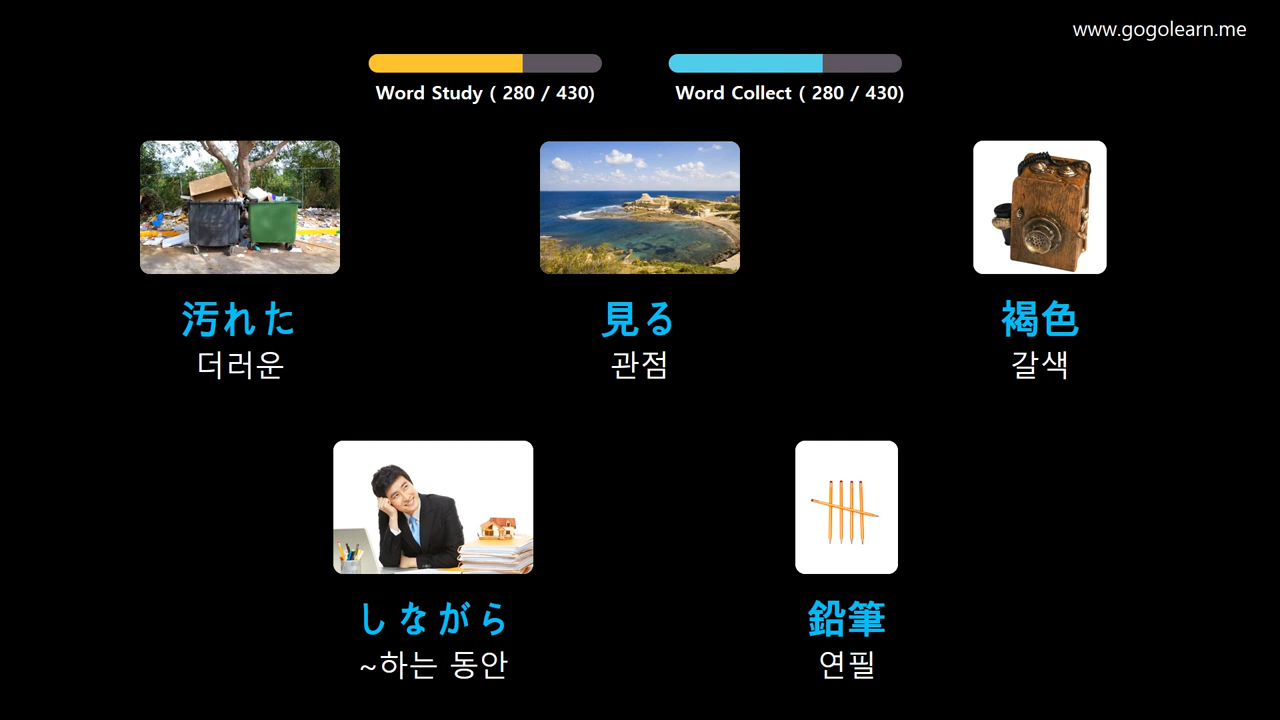 www.gogolearn.me
Word Study ( 280 / 430)
Word Collect ( 280 / 430)
汚れた
더러운
見る
관점
褐色
갈색
しながら
~하는 동안
鉛筆
연필